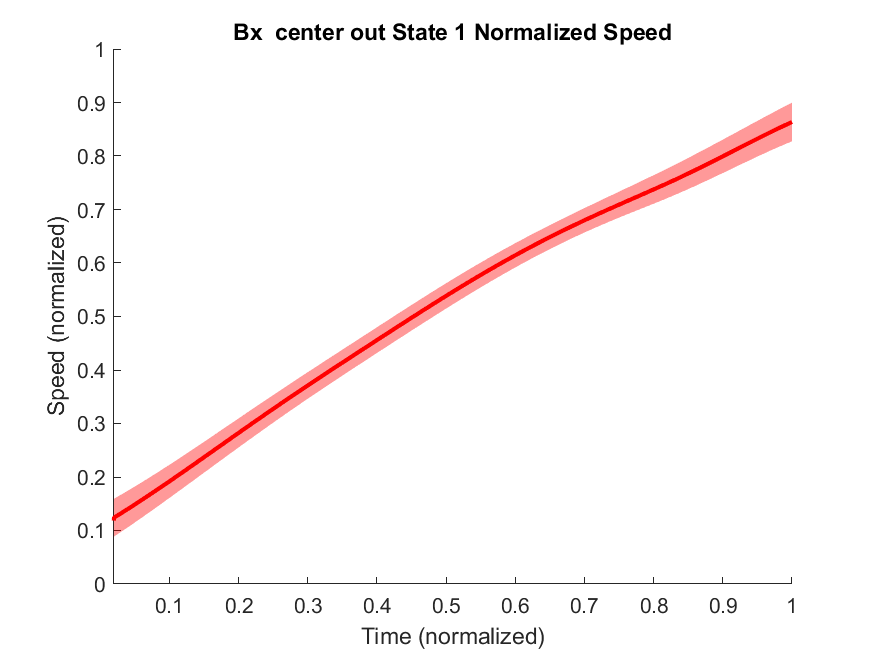 Bx  center out State 1 Normalized Speed
1
0.9
0.8
0.7
0.6
0.5
0.4
0.3
0.2
0.1
0
Speed (normalized)
0.1 0.2 0.3 0.4 0.5 0.6 0.7 0.8 0.9 1
Time (normalized)